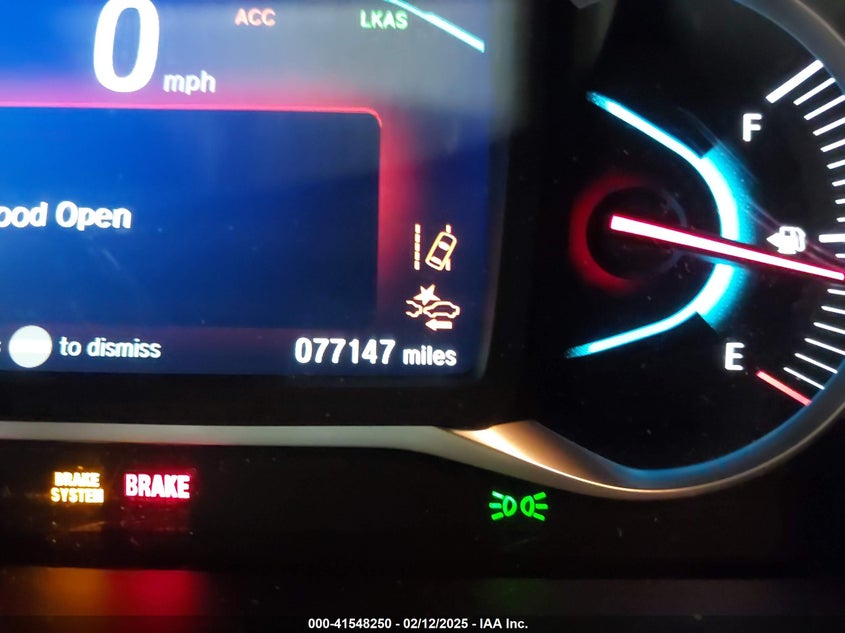 ACC LKAS
0 mph
F
ood Open
E
to dismiss 077147 miles
BRAKE SYSTEM BRAKE
000-41548250 - 02/12/2025 - IAA Inc.